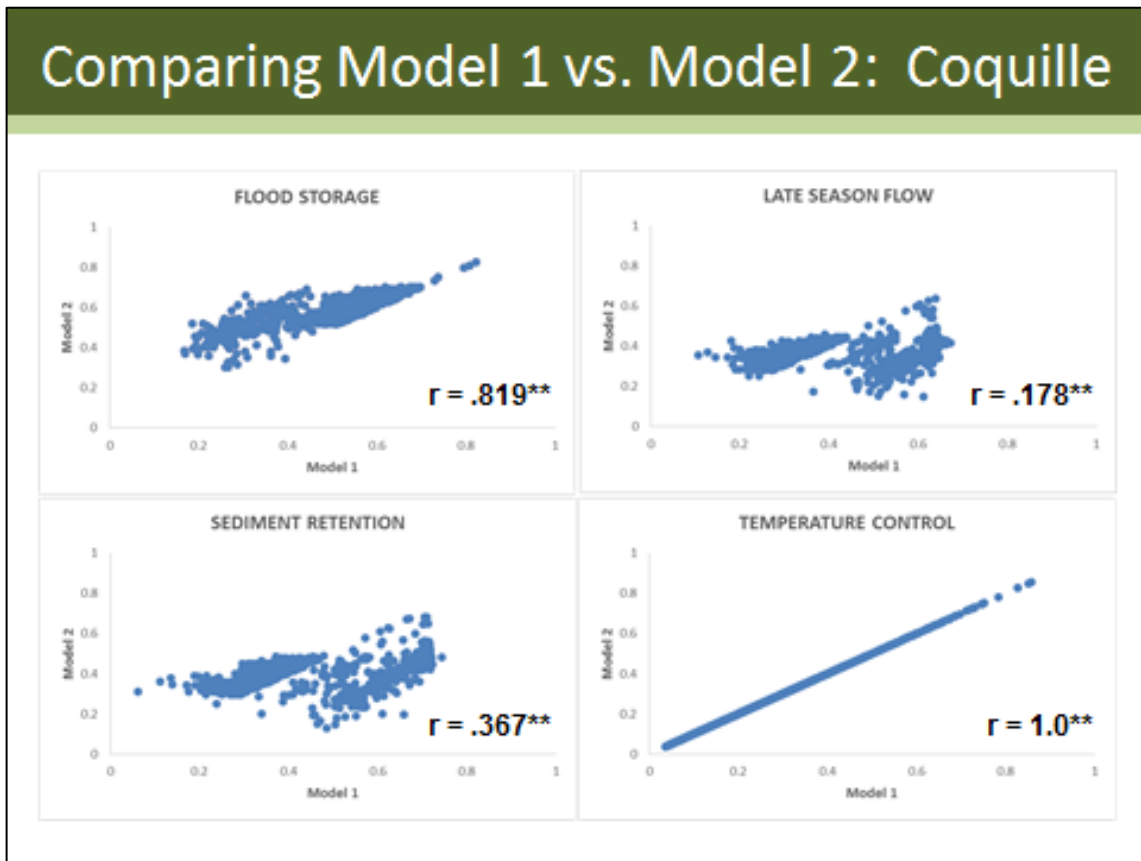 Comparing Model 1 vs. Model 2: Coquille
FLOOD STORAGE
1
0.8
0.6
0.4
0.2
0
Model 2
r = .819**
0 0.2 0.4 0.6 0.8 1
Model 1
LATE SEASON FLOW
1
0.8
0.6
0.4
0.2
0
Model 2
r = .178**
0 0.2 0.4 0.6 0.8 1
Model 1
SEDIMENT RETENTION
1
0.8
0.6
0.4
0.2
0
Model 2
r = .367**
0 0.2 0.4 0.6 0.8 1
Model 1
TEMPERATURE CONTROL
1
0.8
0.6
0.4
0.2
0
Model 2
r = 1.0**
0 0.2 0.4 0.6 0.8 1
Model 1